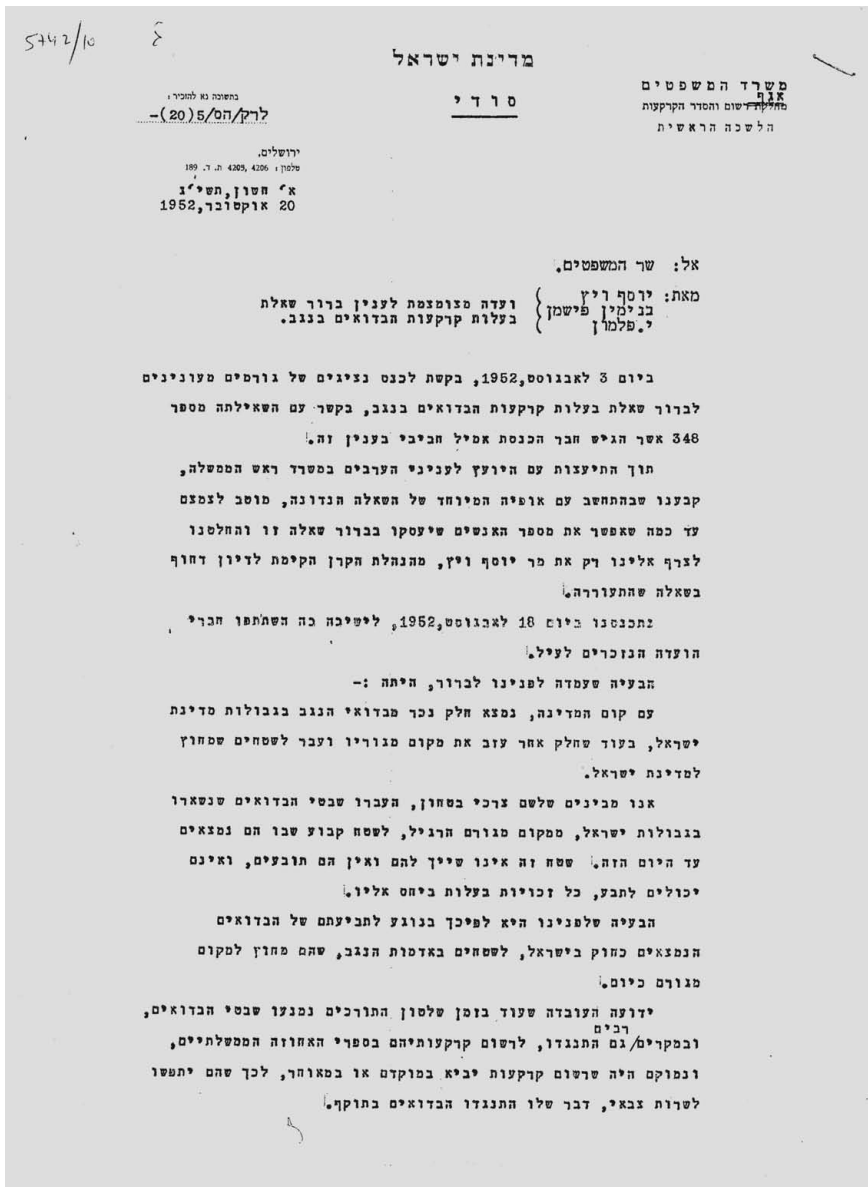 5742/10
מדינת ישראל
סודי
משרד המשפטים
אגף
מחלקת רשום והסדר הקרקעות
הלשכה הראשית
בתשובה נא להזכיר:
לרק/הס/5(20)-
ירושלים.
טלפון: 4206, 4205 ת. ד. 189
א' חשון, תשי"ג
20 אוקטובר, 1952
אל: שר המשפטים.
מאת: יוסף ויץ
בנימין פישמן
י.פלמון
ועדה מצומצמת לענין ברור שאלת
בעלות קרקעות הבדואים בנגב.
ביום 3 לאבגוסט,1952, בקשת לכנס נציגים של גורמים מעונינים
לברור שאלת בעלות קרקעות הבדואים בנגב, בקשר עם השאילתה מספר
348 אשר הגיש חבר הכנסת אמיל חביבי בענין זה.
תוך התיעצות עם היועץ לעניני הערבים במשרד ראש הממשלה,
קבענו שבהתחשב עם אופיה המיוחד של השאלה הנדונה, מוטב לצמצם
עד כמה שאפשר את מספר האנשים שיעסקו בברור שאלה זו והחלטנו
לצרף אלינו רק את מר יוסף ויץ, מהנהלת הקרן הקימת לדיון דחוף
בשאלה שהתעוררה.
נתכנסנו ביום 18 לאבגוסט,1952, לישיבה בה השתתפו חברי
הועדה הנזכרים לעיל.
הבעיה שעמדה לפנינו לברור, היתה :-
עם קום המדינה, נמצא חלק נכר מבדואי הנגב בגבולות מדינת
ישראל, בעוד שחלק אחר עזב את מקום מגוריו ועבר לשטחים שמחוץ
למדינת ישראל.
אנו מבינים שלשם צרכי בטחון, העברו שבטי הבדואים שנשארו
בגבולות ישראל, ממקום מגורם הרגיל, לשטח קבוע שבו הם נמצאים
עד היום הזה. שטח זה אינו שייך להם ואין הם תובעים, ואינם
יכולים לתבע, כל זכויות בעלות ביחס אליו.
הבעיה שלפנינו היא לפיכך בנוגע לתביעתם של הבדואים
הנמצאים כחוק בישראל, לשטחים באדמות הנגב, שהם מחוץ למקום
מגורם כיום.
ידועה העובדה שעוד בזמן שלטון התורכים נמנעו שבטי הבדואים,
רבים
ובמקרים/גם התנגדו, לרשום קרקעותיהם בספרי האחוזה הממשלתיים,
ונמוקם היה שרשום קרקעות יביא במוקדם או במאוחר, לכך שהם יתפשו
לשרות צבאי, דבר שלו התנגדו הבדואים בתוקף.